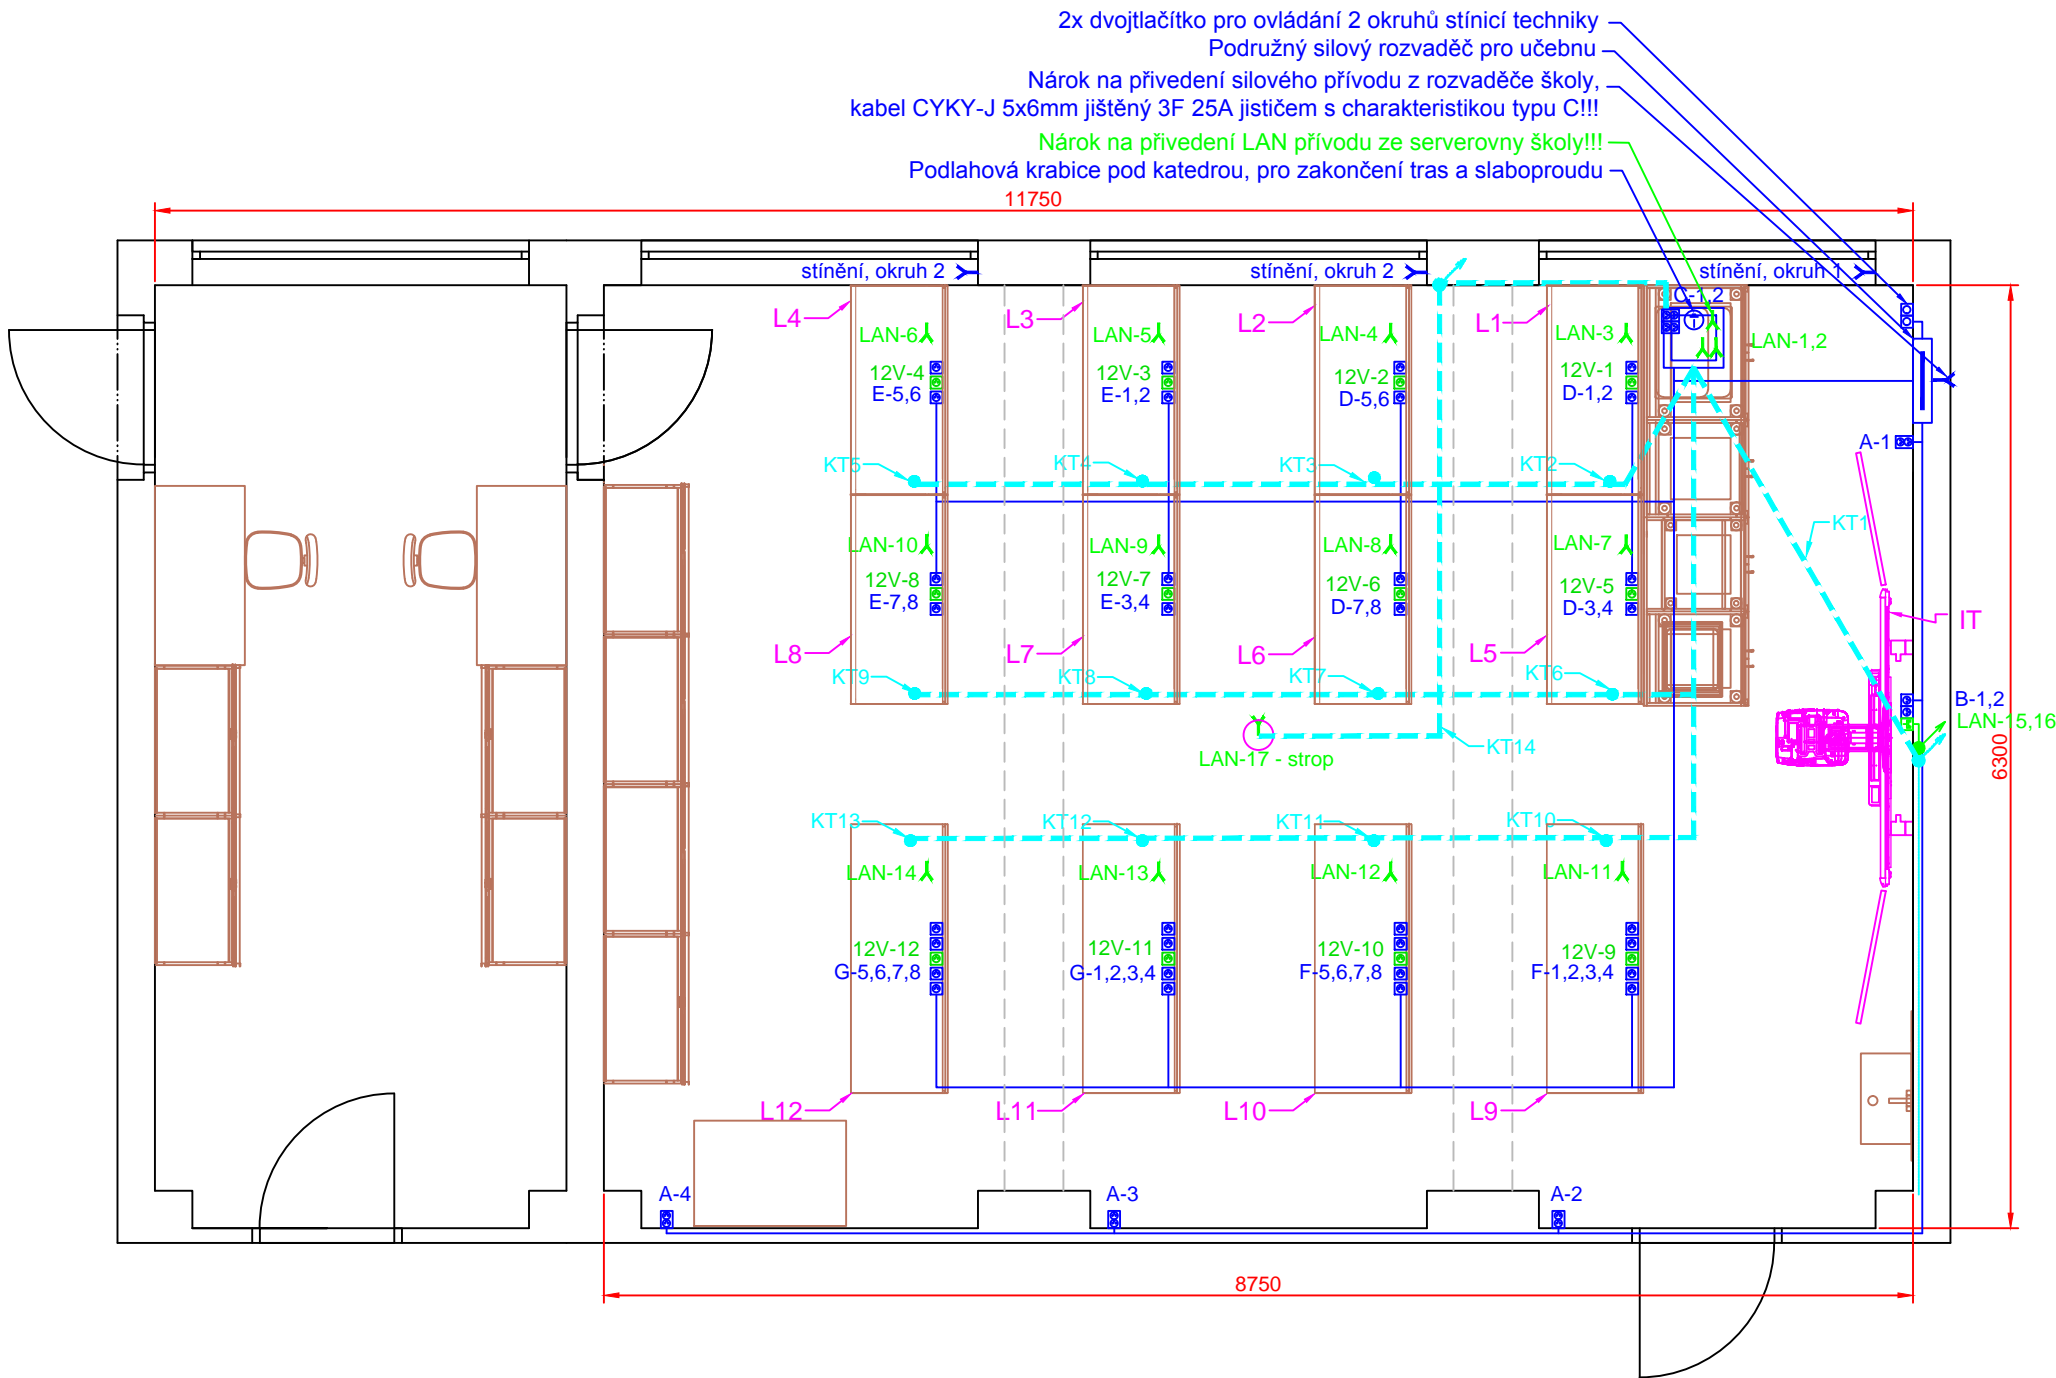 2x dvojtlačítko pro ovládání 2 okruhů stínicí techniky
Podružný silový rozvaděč pro učebnu
Nárok na přivedení silového přívodu z rozvaděče školy,
kabel CYKY-J 5x6mm jištěný 3F 25A jističem s charakteristikou typu C!!!
Nárok na přivedení LAN přívodu ze serverovny školy!!!
Podlahová krabice pod katedrou, pro zakončení tras a slaboproudu
11750
stínění, okruh 2
stínění, okruh 2
stínění, okruh 1
C-1,2
L4
L3
L2
L1
LAN-6
LAN-5
LAN-4
LAN-3
LAN-1,2
12V-4
12V-3
12V-2
12V-1
E-5,6
E-1,2
D-5,6
D-1,2
A-1
KT5
KT4
KT3
KT2
KT1
LAN-10
LAN-9
LAN-8
LAN-7
12V-8
12V-7
12V-6
12V-5
E-7,8
E-3,4
D-7,8
D-3,4
IT
L8
L7
L6
L5
KT9
KT8
KT7
KT6
B-1,2
LAN-15,16
KT14
LAN-17 - strop
6300
KT13
KT12
KT11
KT10
LAN-14
LAN-13
LAN-12
LAN-11
12V-12
12V-11
12V-10
12V-9
G-5,6,7,8
G-1,2,3,4
F-5,6,7,8
F-1,2,3,4
L12
L11
L10
L9
A-4
A-3
A-2
8750